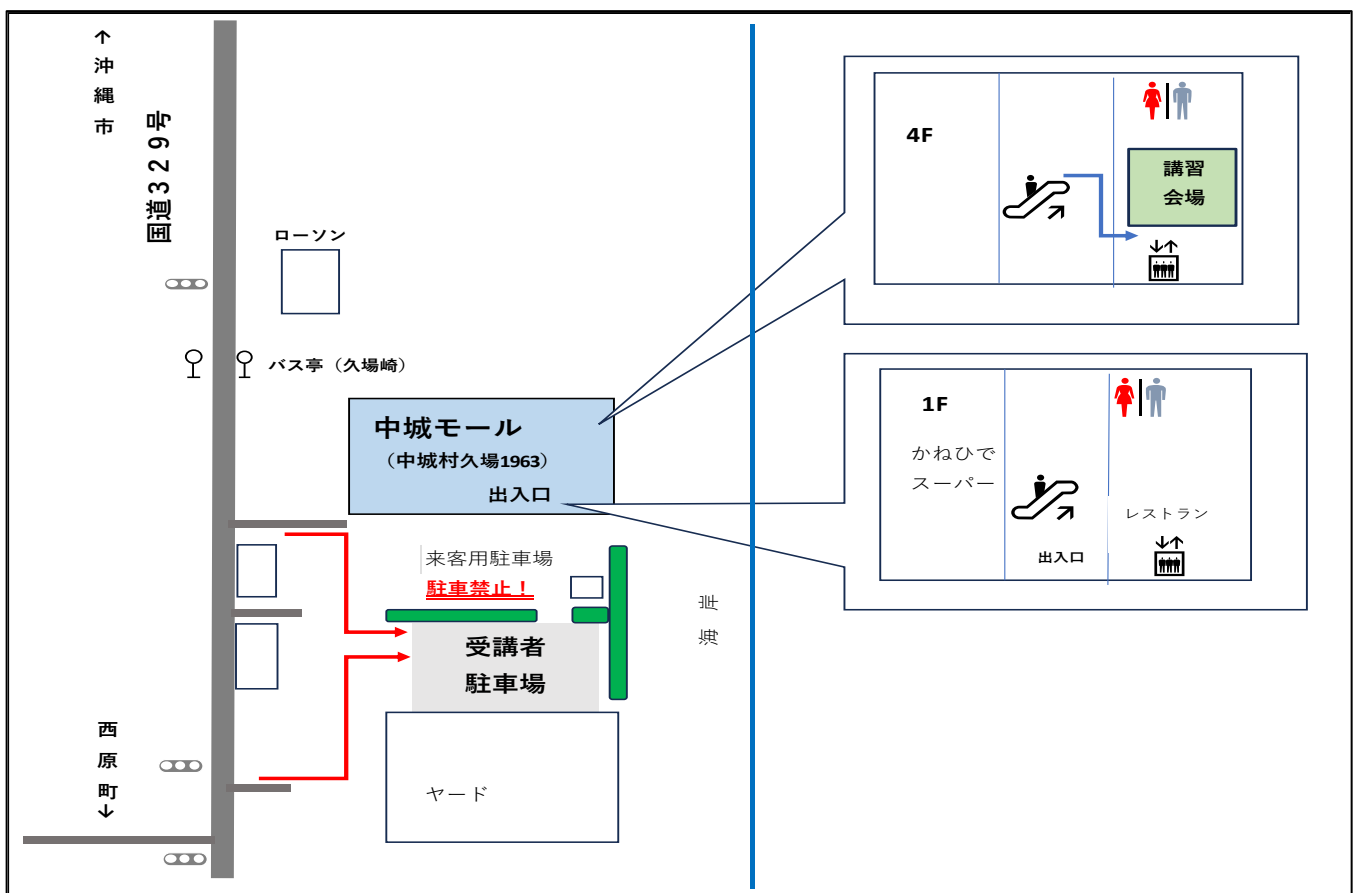 ↑沖縄市
国道329号
ローソン
バス亭（久場崎）
中城モール
（中城村久場1963）
出入口
来客用駐車場
駐車禁止！
受講者
駐車場
ヤード
西原町↓
海岸
4F
講習
会場
1F
かねひで
スーパー
レストラン
出入口